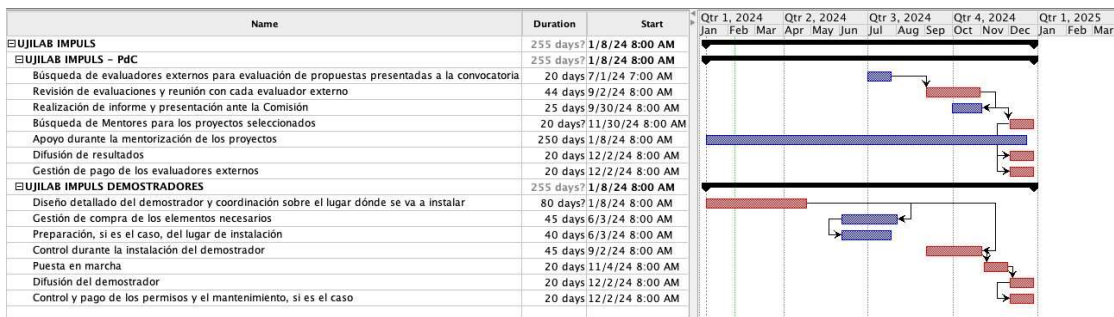 Name Duration Start Qtr 1, 2024 Qtr 2, 2024 Qtr 3, 2024 Qtr 4, 2024 Qtr 1, 2025
Jan Feb Mar Apr May Jun Jul Aug Sep Oct Nov Dec Jan Feb Mar
UJILAB IMPULS 255 days? 1/8/24 8:00 AM
UJILAB IMPULS - PdC 255 days? 1/8/24 8:00 AM
Búsqueda de evaluadores externos para evaluación de propuestas presentadas a la convocatoria 20 days 7/1/24 7:00 AM
Revisión de evaluaciones y reunión con cada evaluador externo 44 days 9/2/24 8:00 AM
Realización de informe y presentación ante la Comisión 25 days 9/30/24 8:00 AM
Búsqueda de Mentores para los proyectos seleccionados 20 days? 11/30/24 8:00 AM
Apoyo durante la mentorización de los proyectos 250 days 1/8/24 8:00 AM
Difusión de resultados 20 days 12/2/24 8:00 AM
Gestión de pago de los evaluadores externos 20 days 12/2/24 8:00 AM
UJILAB IMPULS DEMOSTRADORES 255 days? 1/8/24 8:00 AM
Diseño detallado del demostrador y coordinación sobre el lugar dónde se va a instalar 80 days? 1/8/24 8:00 AM
Gestión de compra de los elementos necesarios 45 days 6/3/24 8:00 AM
Preparación, si es el caso, del lugar de instalación 40 days 6/3/24 8:00 AM
Control durante la instalación del demostrador 45 days 9/2/24 8:00 AM
Puesta en marcha 20 days 11/4/24 8:00 AM
Difusión del demostrador 20 days 12/2/24 8:00 AM
Control y pago de los permisos y el mantenimiento, si es el caso 20 days 12/2/24 8:00 AM